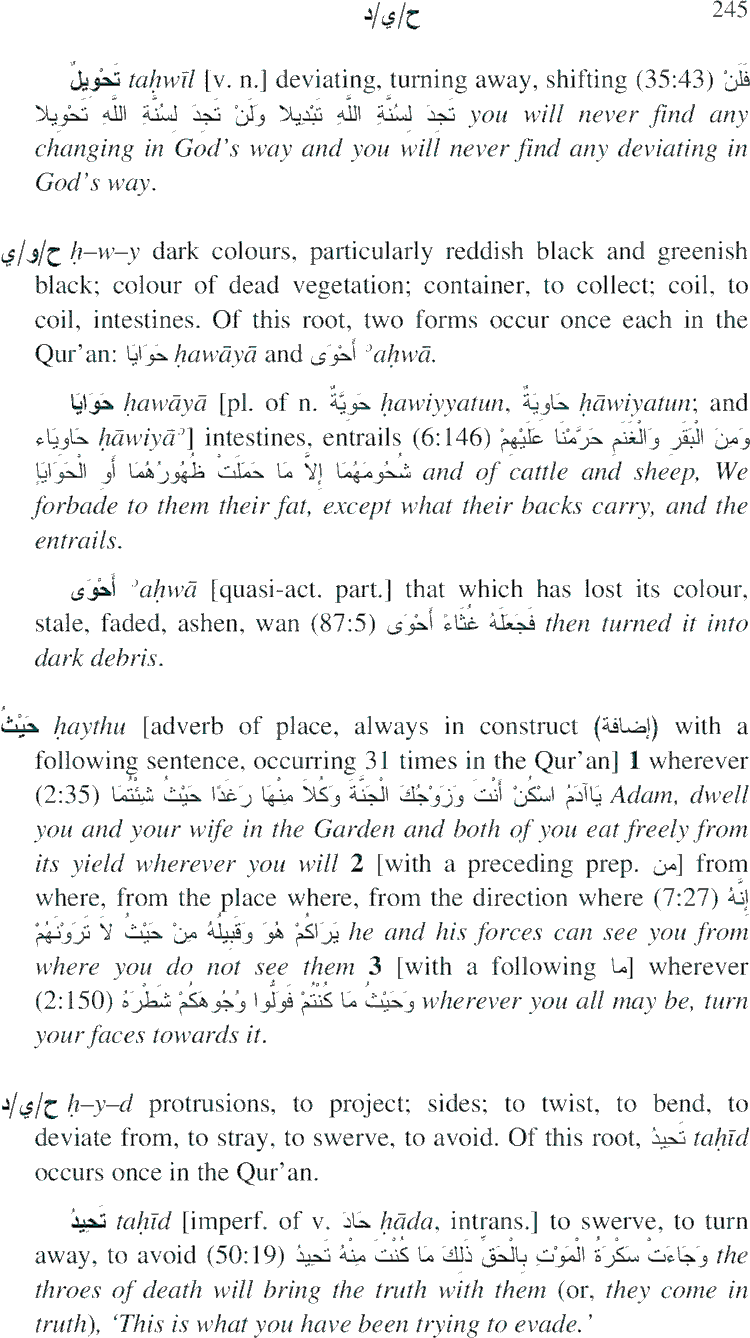 ح/ي/د 245
تَحْوِيلٌ taḥwīl [v. n.] deviating, turning away, shifting (35:43) فَلَنْ
تَجِدَ لِسُنَّةِ اللَّهِ تَبْدِيلا وَلَنْ تَجِدَ لِسُنَّةِ اللَّهِ تَحْوِيلا you will never find any
changing in God’s way and you will never find any deviating in
God’s way.
ح/و/ي ḥ–w–y dark colours, particularly reddish black and greenish
black; colour of dead vegetation; container, to collect; coil, to
coil, intestines. Of this root, two forms occur once each in the
Qur’an: حَوَايَا ḥawāyā and أَحْوَى ʾaḥwā.
حَوَايَا ḥawāyā [pl. of n. حَوِيَّةٌ ḥawiyyatun, حَاوِيَةٌ ḥāwiyatun; and
حَاوِيَاء ḥāwiyāʾ] intestines, entrails (6:146) وَمِنَ الْبَقَرِ وَالْغَنَمِ حَرَّمْنَا عَلَيْهِمْ
شُحُومَهُمَا إِلاَّ مَا حَمَلَتْ ظُهُورُهُمَا أَوِ الْحَوَايَا and of cattle and sheep, We
forbade to them their fat, except what their backs carry, and the
entrails.
أَحْوَى ʾaḥwā [quasi-act. part.] that which has lost its colour,
stale, faded, ashen, wan (87:5) فَجَعَلَهُ غُثَاءً أَحْوَى then turned it into
dark debris.
حَيْثُ ḥaythu [adverb of place, always in construct (إضافة) with a
following sentence, occurring 31 times in the Qur’an] 1 wherever
(2:35) يَاآدَمُ اسْكُنْ أَنْتَ وَزَوْجُكَ الْجَنَّةَ وَكُلاَ مِنْهَا رَغَدًا حَيْثُ شِئْتُمَا Adam, dwell
you and your wife in the Garden and both of you eat freely from
its yield wherever you will 2 [with a preceding prep. من] from
where, from the place where, from the direction where (7:27) إِنَّهُ
يَرَاكُمْ هُوَ وَقَبِيلُهُ مِنْ حَيْثُ لاَ تَرَوْنَهُمْ he and his forces can see you from
where you do not see them 3 [with a following ما] wherever
(2:150) وَحَيْثُ مَا كُنْتُمْ فَوَلُّوا وُجُوهَكُمْ شَطْرَهُ wherever you all may be, turn
your faces towards it.
ح/ي/د ḥ–y–d protrusions, to project; sides; to twist, to bend, to
deviate from, to stray, to swerve, to avoid. Of this root, تَحِيدُ taḥīd
occurs once in the Qur’an.
تَحِيدُ taḥīd [imperf. of v. حَادَ ḥāda, intrans.] to swerve, to turn
away, to avoid (50:19) وَجَاءَتْ سَكْرَةُ الْمَوْتِ بِالْحَقِّ ذَلِكَ مَا كُنْتَ مِنْهُ تَحِيدُ the
throes of death will bring the truth with them (or, they come in
truth), ‘This is what you have been trying to evade.’